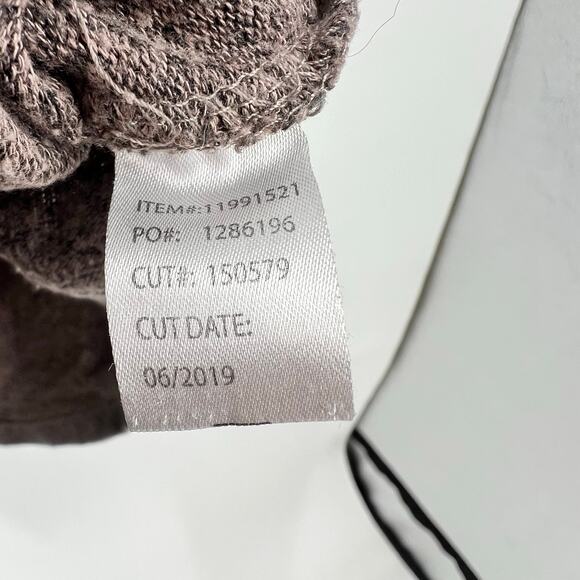 ITEM#:11991521
PO#: 1286196
CUT#: 150579
CUT DATE:
06/2019